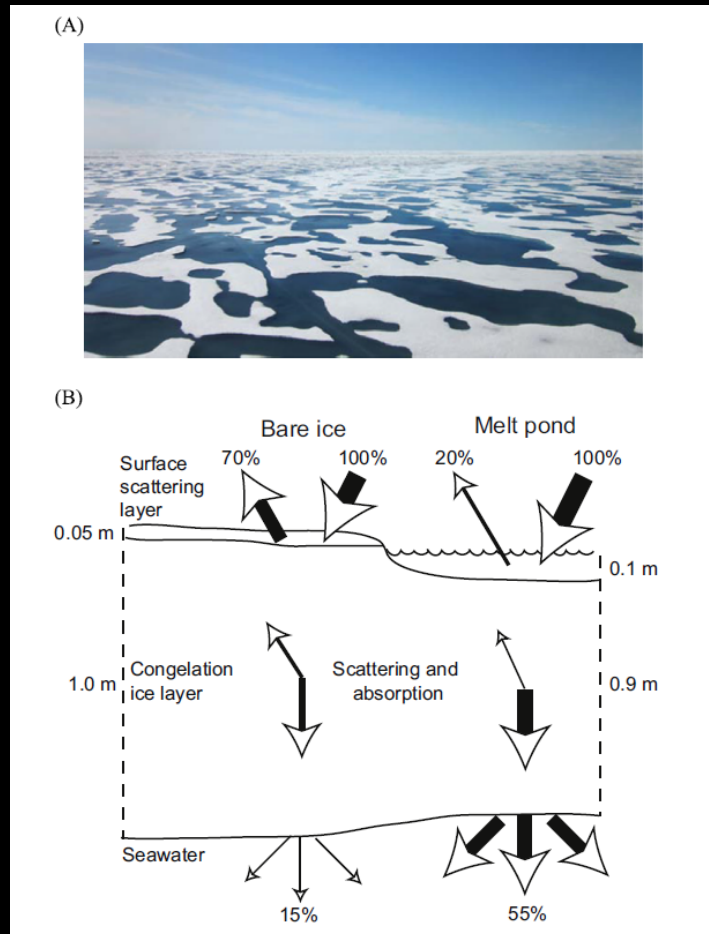 (A)
(B)
Bare ice
Melt pond
70%
100%
20%
100%
Surface
scattering
layer
0.05 m
0.1 m
1.0 m
Congelation
ice layer
Scattering and
absorption
0.9 m
Seawater
15%
55%